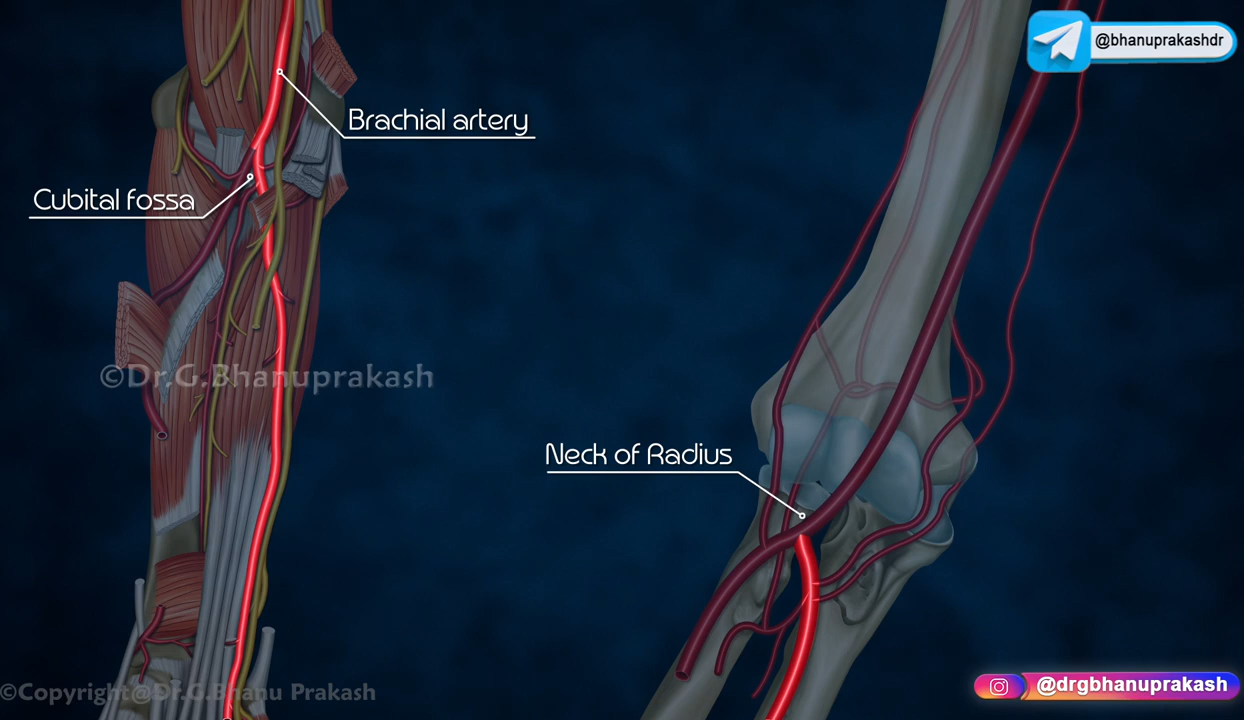 @bhanuprakashdr
Brachial artery
Cubital fossa
©Dr.G.Bhanuprakash
Neck of Radius
©Copyright@Dr.G.Bhanu Prakash
@drgbhanuprakash